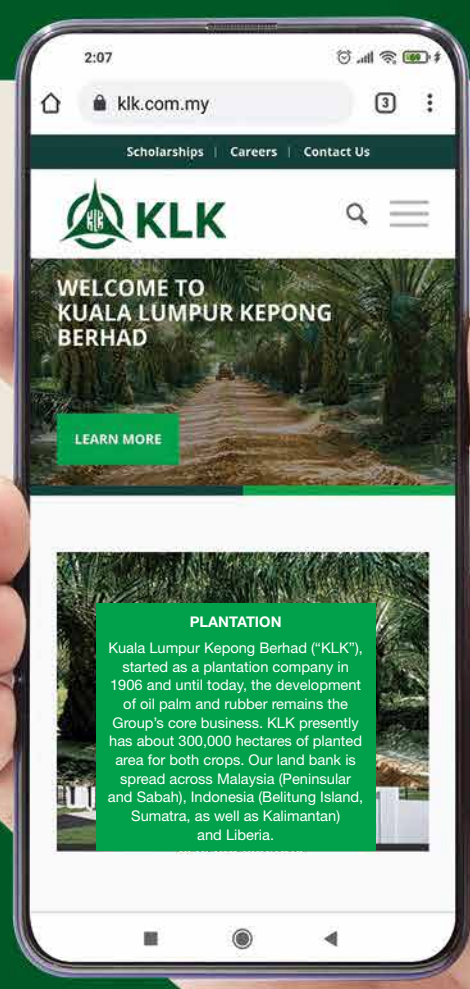 2:07
69
klk.com.my
3
Scholarships | Careers | Contact Us
KLK
KLK
WELCOME TO
KUALA LUMPUR KEPONG
BERHAD
LEARN MORE
PLANTATION
Kuala Lumpur Kepong Berhad (“KLK”),
started as a plantation company in
1906 and until today, the development
of oil palm and rubber remains the
Group’s core business. KLK presently
has about 300,000 hectares of planted
area for both crops. Our land bank is
spread across Malaysia (Peninsular
and Sabah), Indonesia (Belitung Island,
Sumatra, as well as Kalimantan)
and Liberia.